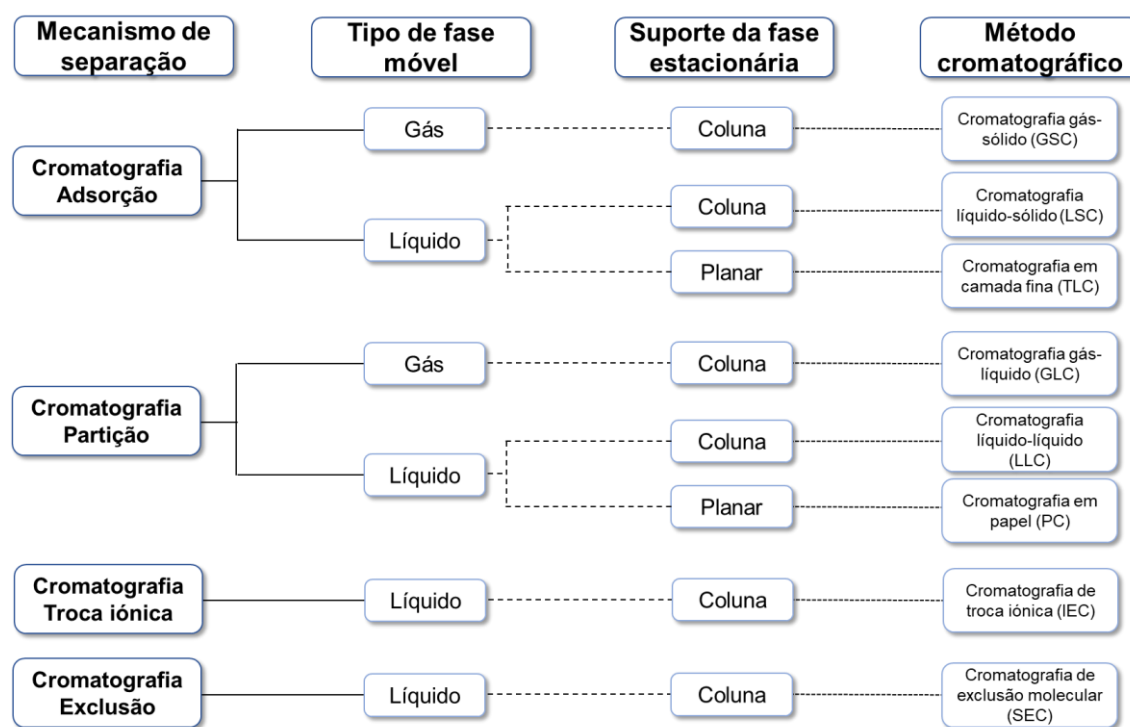 Mecanismo de
separação
Tipo de fase
móvel
Suporte da fase
estacionária
Método
cromatográfico
Cromatografia
Adsorção
Gás
Coluna
Cromatografia gás-
sólido (GSC)
Líquido
Coluna
Cromatografia
líquido-sólido (LSC)
Planar
Cromatografia em
camada fina (TLC)
Cromatografia
Partição
Gás
Coluna
Cromatografia gás-
líquido (GLC)
Líquido
Coluna
Cromatografia
líquido-líquido
(LLC)
Planar
Cromatografia em
papel (PC)
Cromatografia
Troca iónica
Líquido
Coluna
Cromatografia de
troca iónica (IEC)
Cromatografia
Exclusão
Líquido
Coluna
Cromatografia de
exclusão molecular
(SEC)